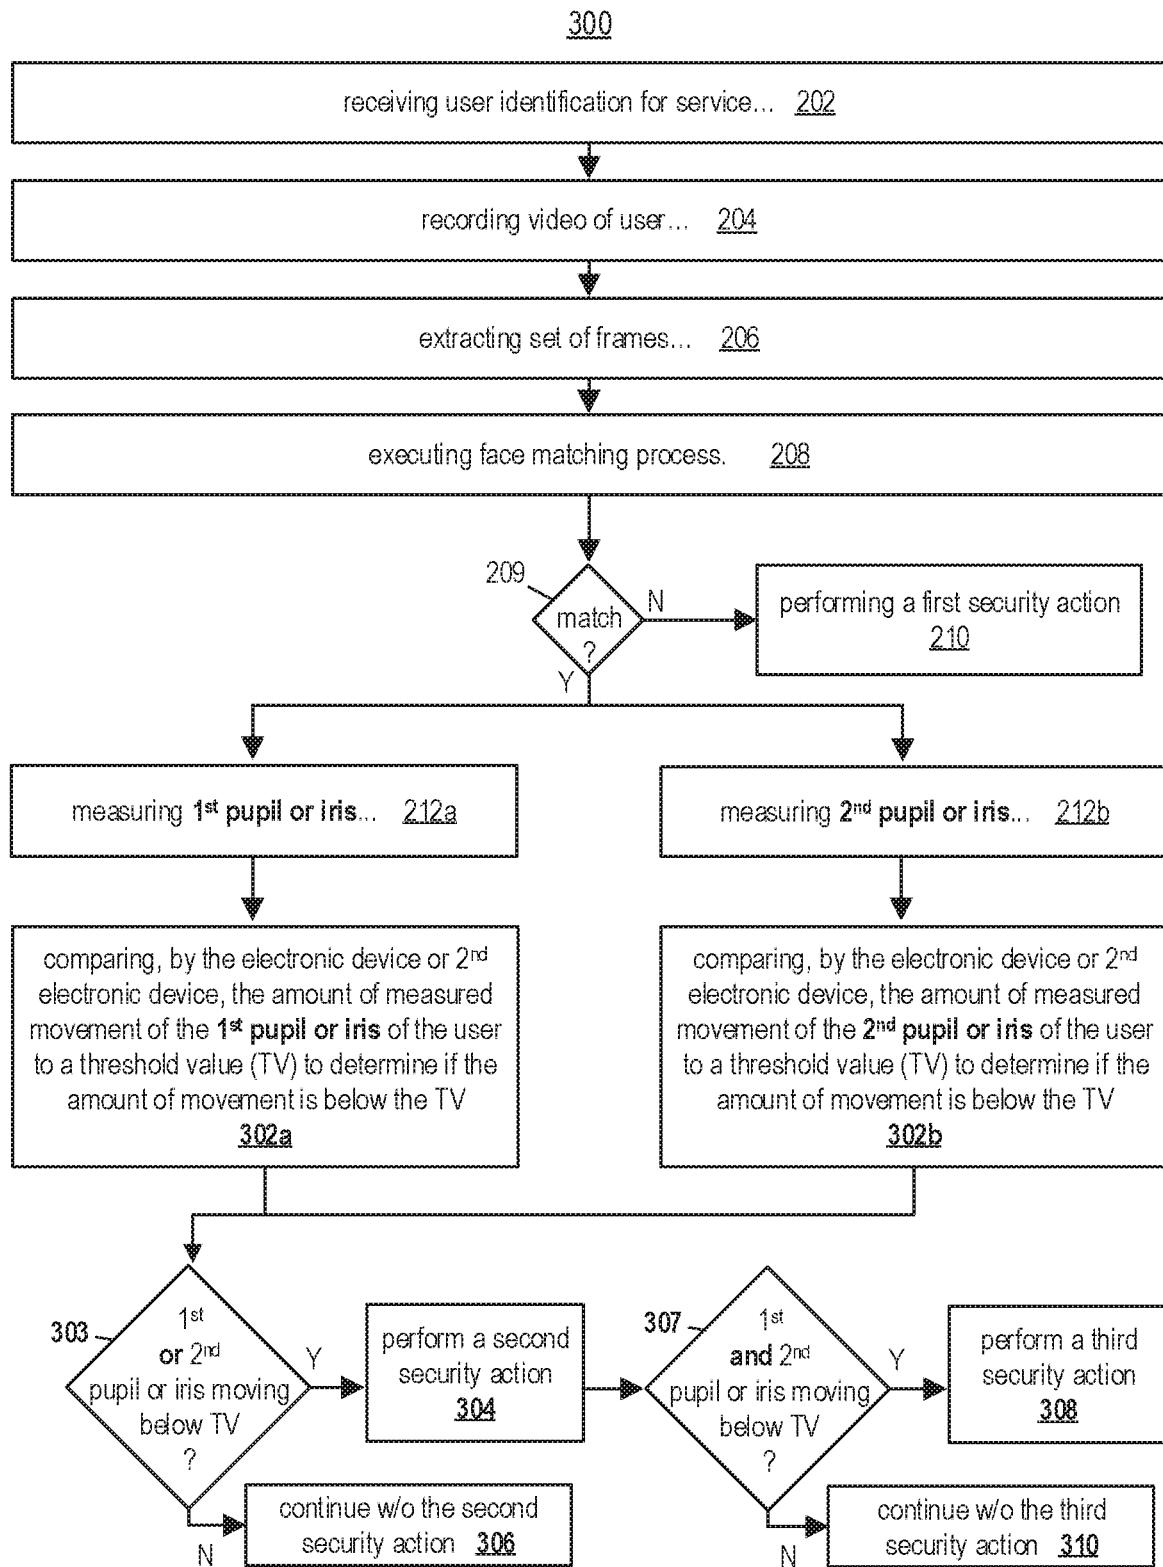 300
receiving user identification for service... 202
recording video of user... 204
extracting set of frames... 206
executing face matching process. 208
209
match
?
N
Y
performing a first security action
210
measuring 1st pupil or iris... 212a
measuring 2nd pupil or iris... 212b
comparing, by the electronic device or 2nd
electronic device, the amount of measured
movement of the 1st pupil or iris of the user
to a threshold value (TV) to determine if the
amount of movement is below the TV
302a
comparing, by the electronic device or 2nd
electronic device, the amount of measured
movement of the 2nd pupil or iris of the user
to a threshold value (TV) to determine if the
amount of movement is below the TV
302b
303
1st
or 2nd
pupil or iris moving
below TV
?
Y
N
perform a second
security action
304
continue w/o the second
security action 306
307
1st
and 2nd
pupil or iris moving
below TV
?
Y
N
perform a third
security action
308
continue w/o the third
security action 310